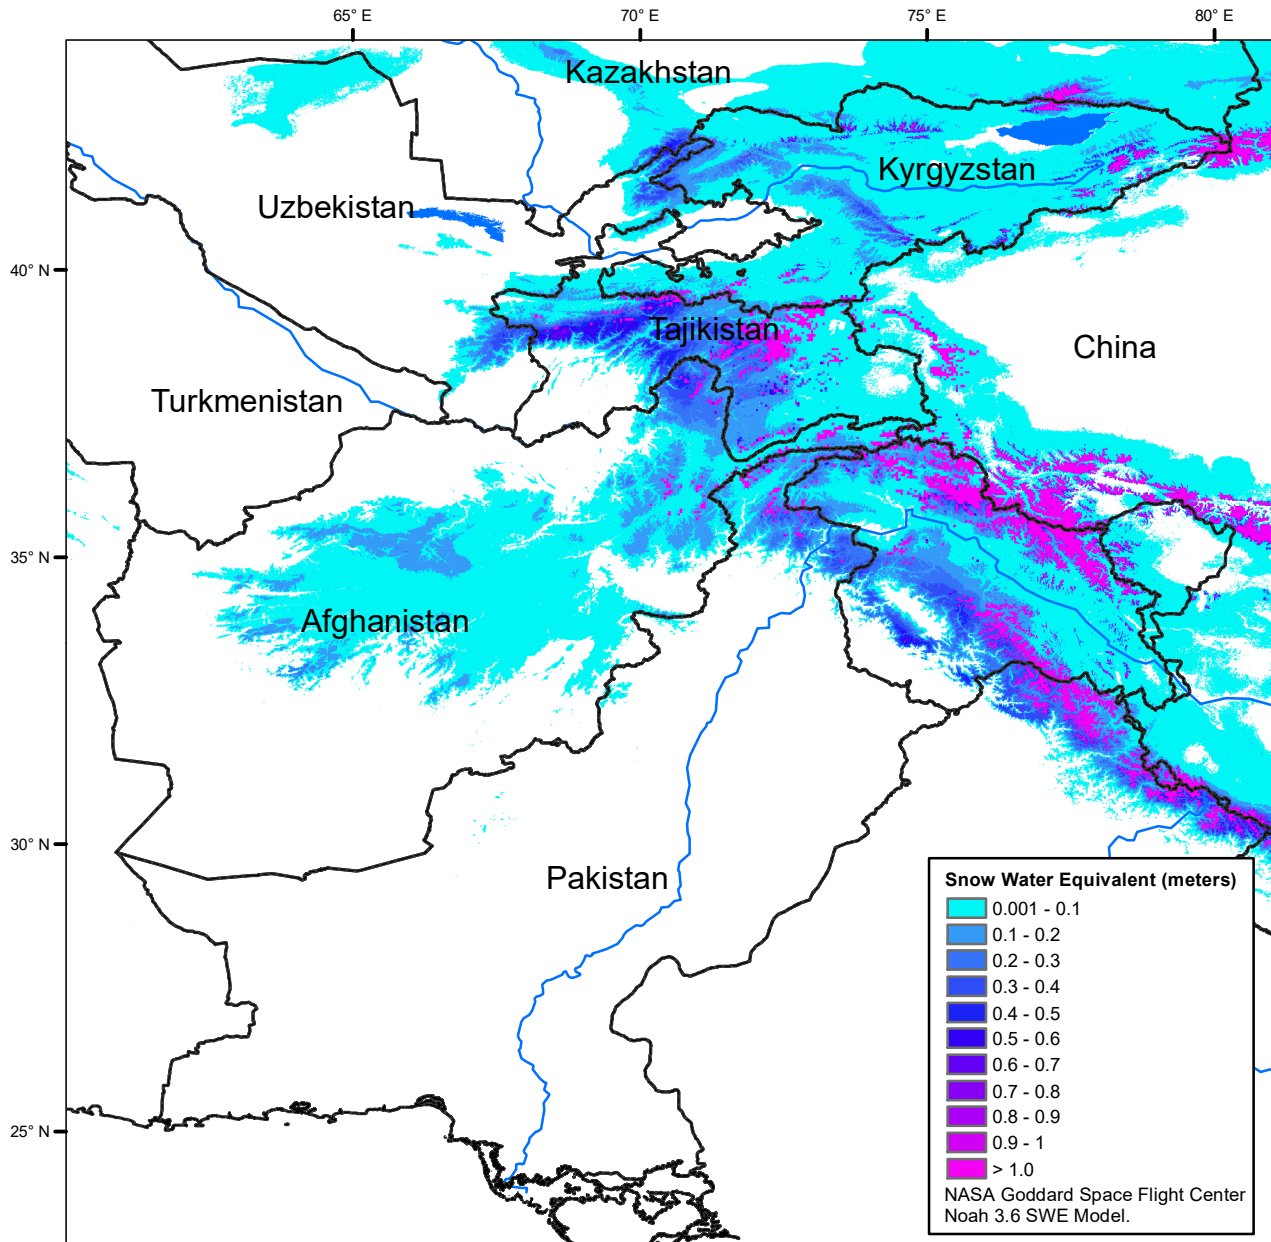 65° E
70° E
75° E
80° E
Kazakhstan
Kyrgyzstan
Uzbekistan
40° N
Tajikistan
China
Turkmenistan
35° N
Afghanistan
30° N
Pakistan
25° N
Snow Water Equivalent (meters)
0.001 - 0.1
0.1 - 0.2
0.2 - 0.3
0.3 - 0.4
0.4 - 0.5
0.5 - 0.6
0.6 - 0.7
0.7 - 0.8
0.8 - 0.9
0.9 - 1
> 1.0
NASA Goddard Space Flight Center
Noah 3.6 SWE Model.